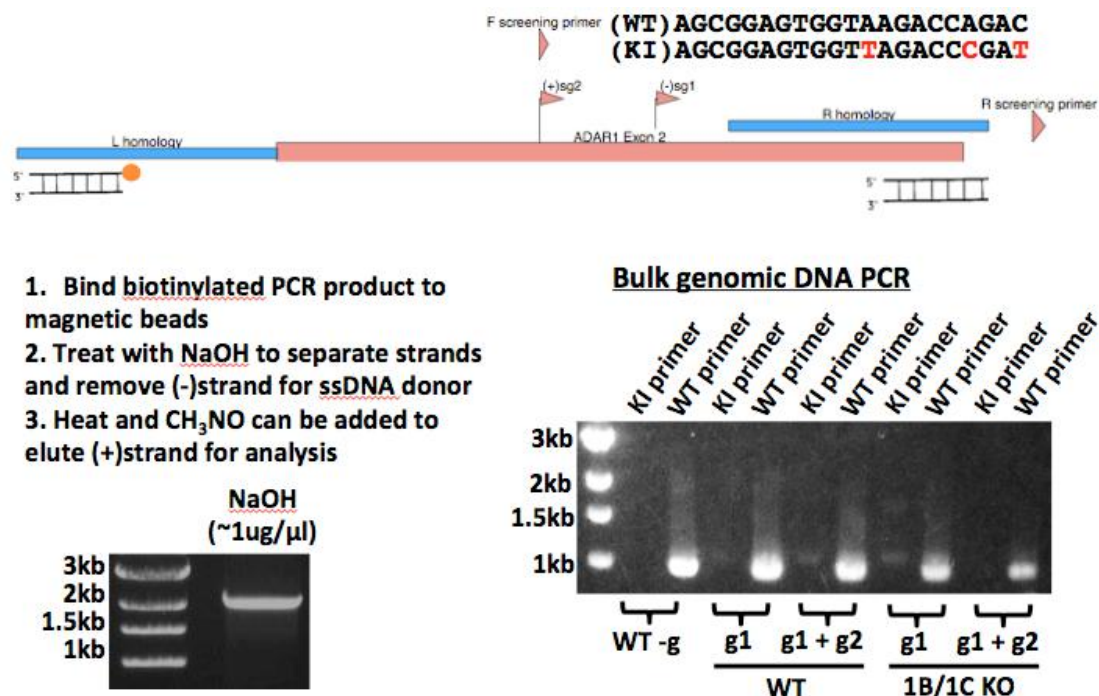 F screening primer
(WT)AGCGGAGTGGTAAGACCAGAC
(KI)AGCGGAGTGGTTAGACCCGAT
(+)sg2
(-)sg1
R homology
R screening primer
L homology
ADAR1 Exon 2
5'
3'
5'
3'
1. Bind biotinylated PCR product to
magnetic beads
2. Treat with NaOH to separate strands
and remove (-)strand for ssDNA donor
3. Heat and CH₃NO can be added to
elute (+)strand for analysis
NaOH
(~1ug/µl)
3kb
2kb
1.5kb
1kb
Bulk genomic DNA PCR
KI primer
WT primer
KI primer
WT primer
KI primer
WT primer
KI primer
WT primer
KI primer
WT primer
3kb
2kb
1.5kb
1kb
WT -g
g1
g1 + g2
g1
g1 + g2
WT
1B/1C KO